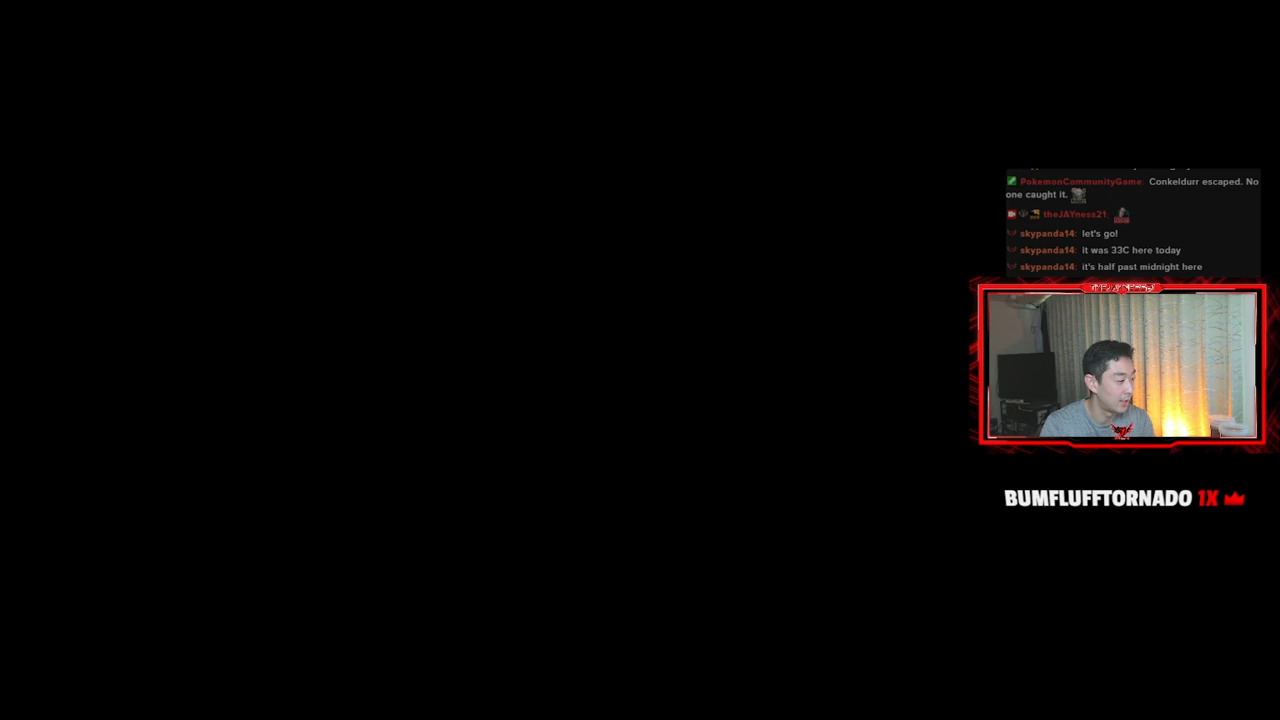 PokemonCommunityGame: Conkeldurr escaped. No
one caught it.
theJAYness21:
skypanda14: let's go!
skypanda14: it was 33C here today
skypanda14: it's half past midnight here
THEJAYNESS21
BUMFLUFFTORNADO 1X